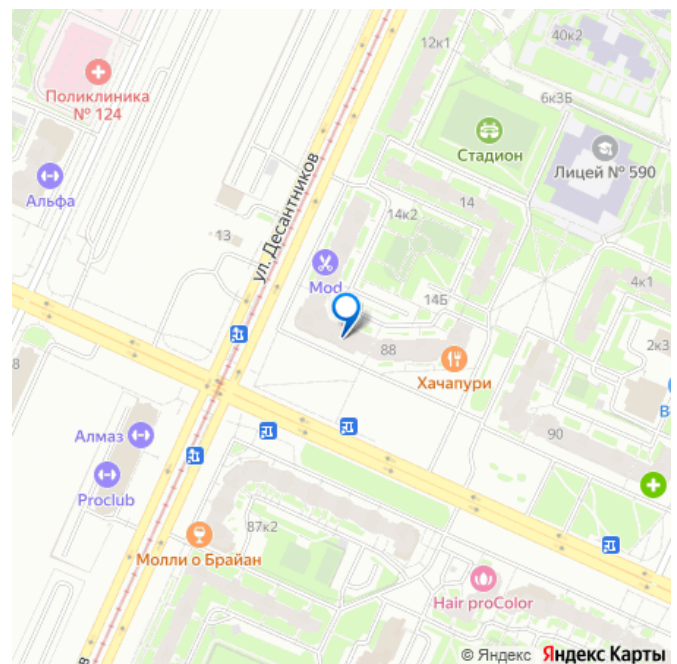 12к1
40к2
Поликлиника
№ 124
6к3Б
Стадион
Лицей № 590
Альфа
ул. Десантников
14
14к2
13
Mod
4к1
14Б
2к3
88
Хачапури
8
В
Алмаз
90
Proclub
87к2
Молли о Брайан
Hair proColor
в
© Яндекс Яндекс Карты